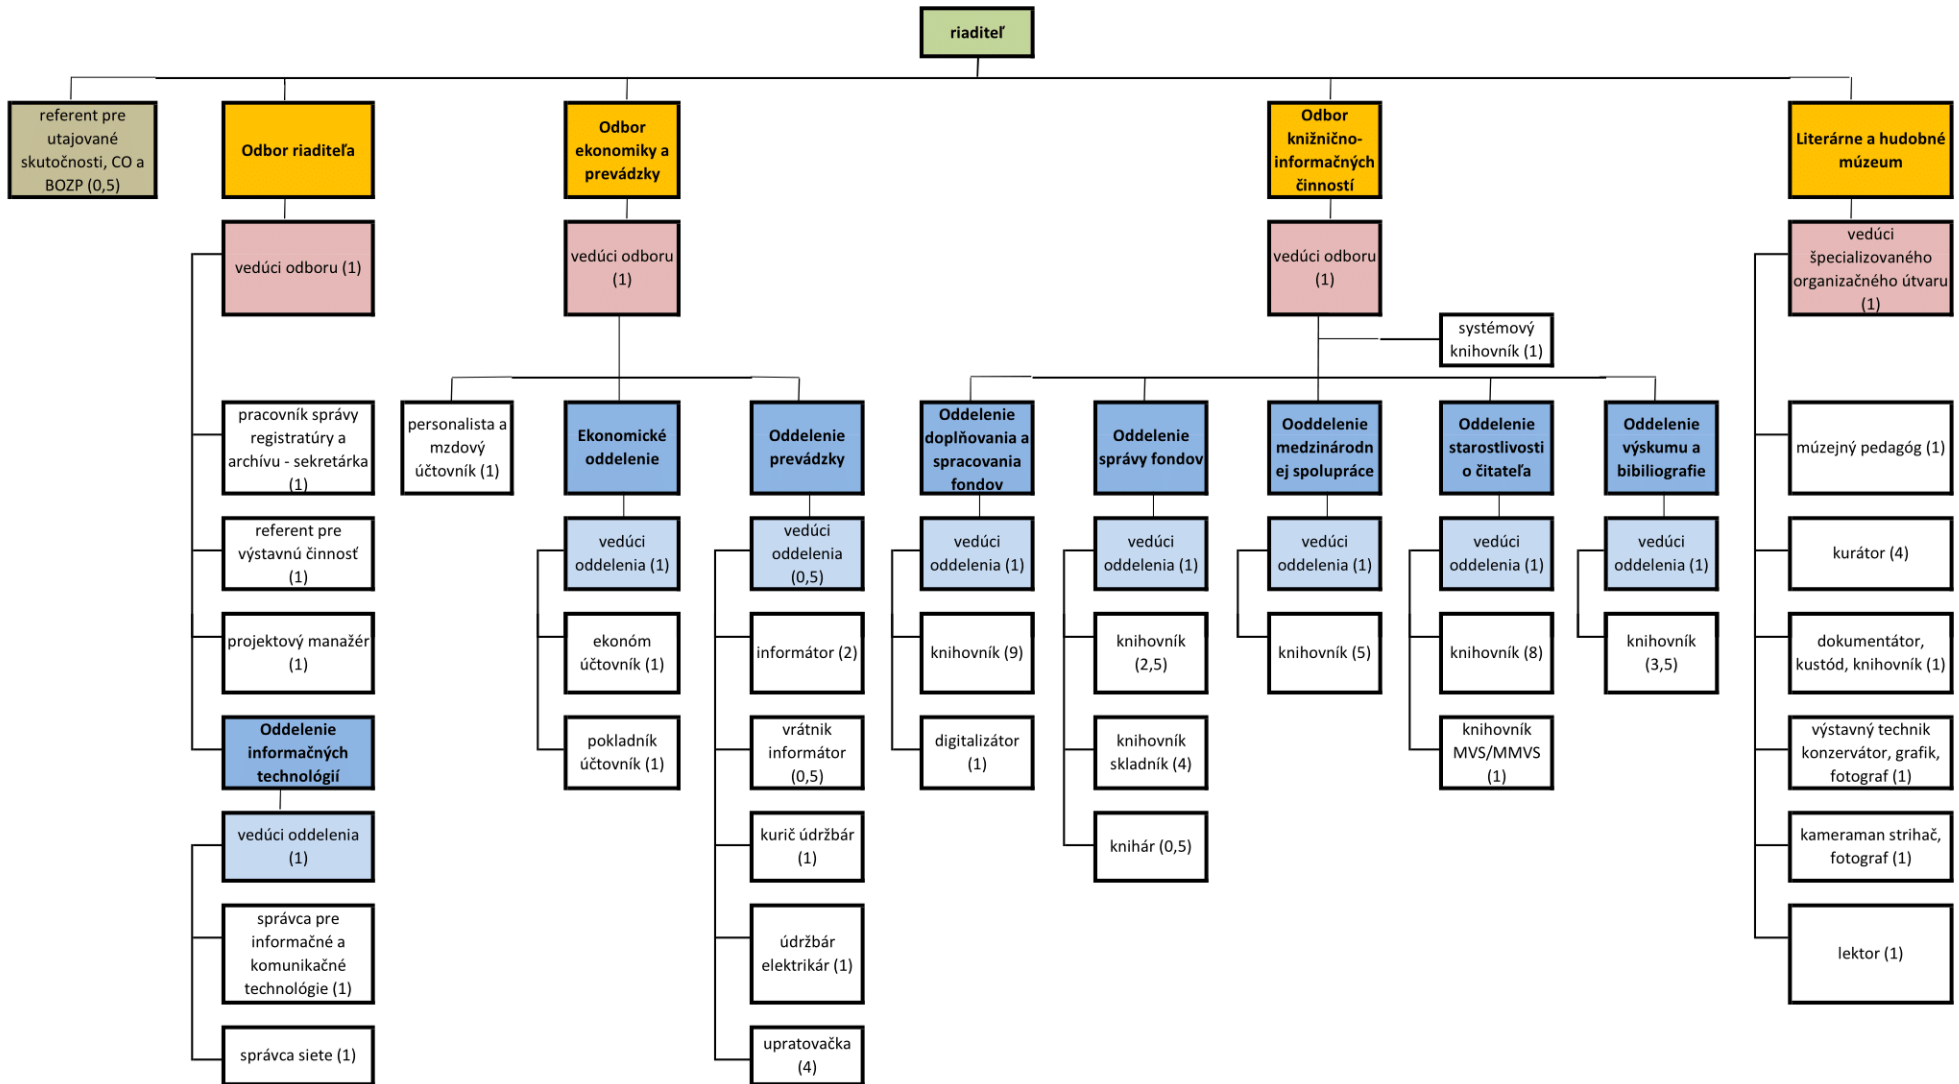 riaditeľ
referent pre
utajované
skutočnosti, CO a
BOZP (0,5)
Odbor riaditeľa
Odbor
ekonomiky a
prevádzky
Odbor
knižnično-
informačných
činností
Literárne a hudobné
múzeum
vedúci odboru (1)
vedúci odboru
(1)
vedúci odboru
(1)
vedúci
špecializovaného
organizačného útvaru
(1)
systémový
knihovník (1)
pracovník správy
registratúry a
archívu - sekretárka
(1)
referent pre
výstavnú činnosť
(1)
projektový manažér
(1)
Oddelenie
informačných
technológií
vedúci oddelenia
(1)
správca pre
informačné a
komunikačné
technológie (1)
správca siete (1)
personalista a
mzdový
účtovník (1)
Ekonomické
oddelenie
vedúci
oddelenia (1)
ekonóm
účtovník (1)
pokladník
účtovník (1)
Oddelenie
prevádzky
vedúci
oddelenia
(0,5)
informátor (2)
vrátnik
informátor
(0,5)
kurič údržbár
(1)
údržbár
elektrikár (1)
upratovačka
(4)
Oddelenie
doplňovania a
spracovania
fondov
vedúci
oddelenia (1)
knihovník (9)
digitalizátor
(1)
Oddelenie
správy fondov
vedúci
oddelenia (1)
knihovník
(2,5)
knihovník
skladník (4)
knihár (0,5)
Ooddelenie
medzinárodn
ej spolupráce
vedúci
oddelenia (1)
knihovník (5)
Oddelenie
starostlivosti
o čitateľa
vedúci
oddelenia (1)
knihovník (8)
knihovník
MVS/MMVS
(1)
Oddelenie
výskumu a
bibiliografie
vedúci
oddelenia (1)
knihovník
(3,5)
múzejný pedagóg (1)
kurátor (4)
dokumentátor,
kustód, knihovník (1)
výstavný technik
konzervátor, grafik,
fotograf (1)
kameraman strihač,
fotograf (1)
lektor (1)